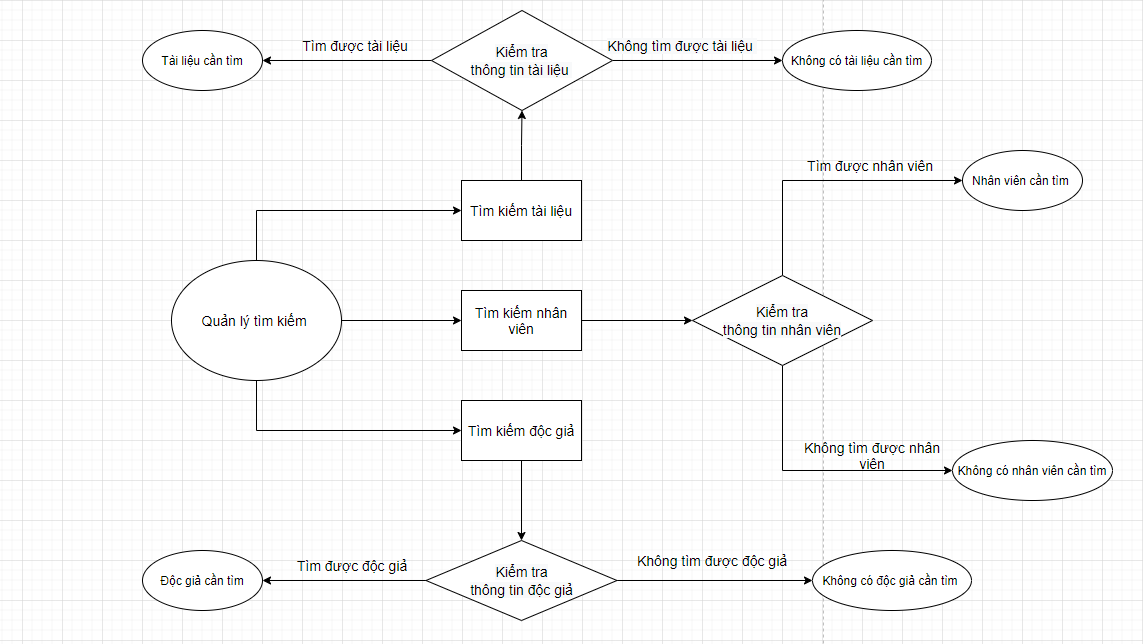 Tài liệu cần tìm
Tìm được tài liệu
Kiểm tra
thông tin tài liệu
Không tìm được tài liệu
Không có tài liệu cần tìm
Tìm được nhân viên
Nhân viên cần tìm
Tìm kiếm tài liệu
Quản lý tìm kiếm
Tìm kiếm nhân
viên
Kiểm tra
thông tin nhân viên
Tìm kiếm độc giả
Không tìm được nhân
viên
Không có nhân viên cần tìm
Độc giả cần tìm
Tìm được độc giả
Kiểm tra
thông tin độc giả
Không tìm được độc giả
Không có độc giả cần tìm